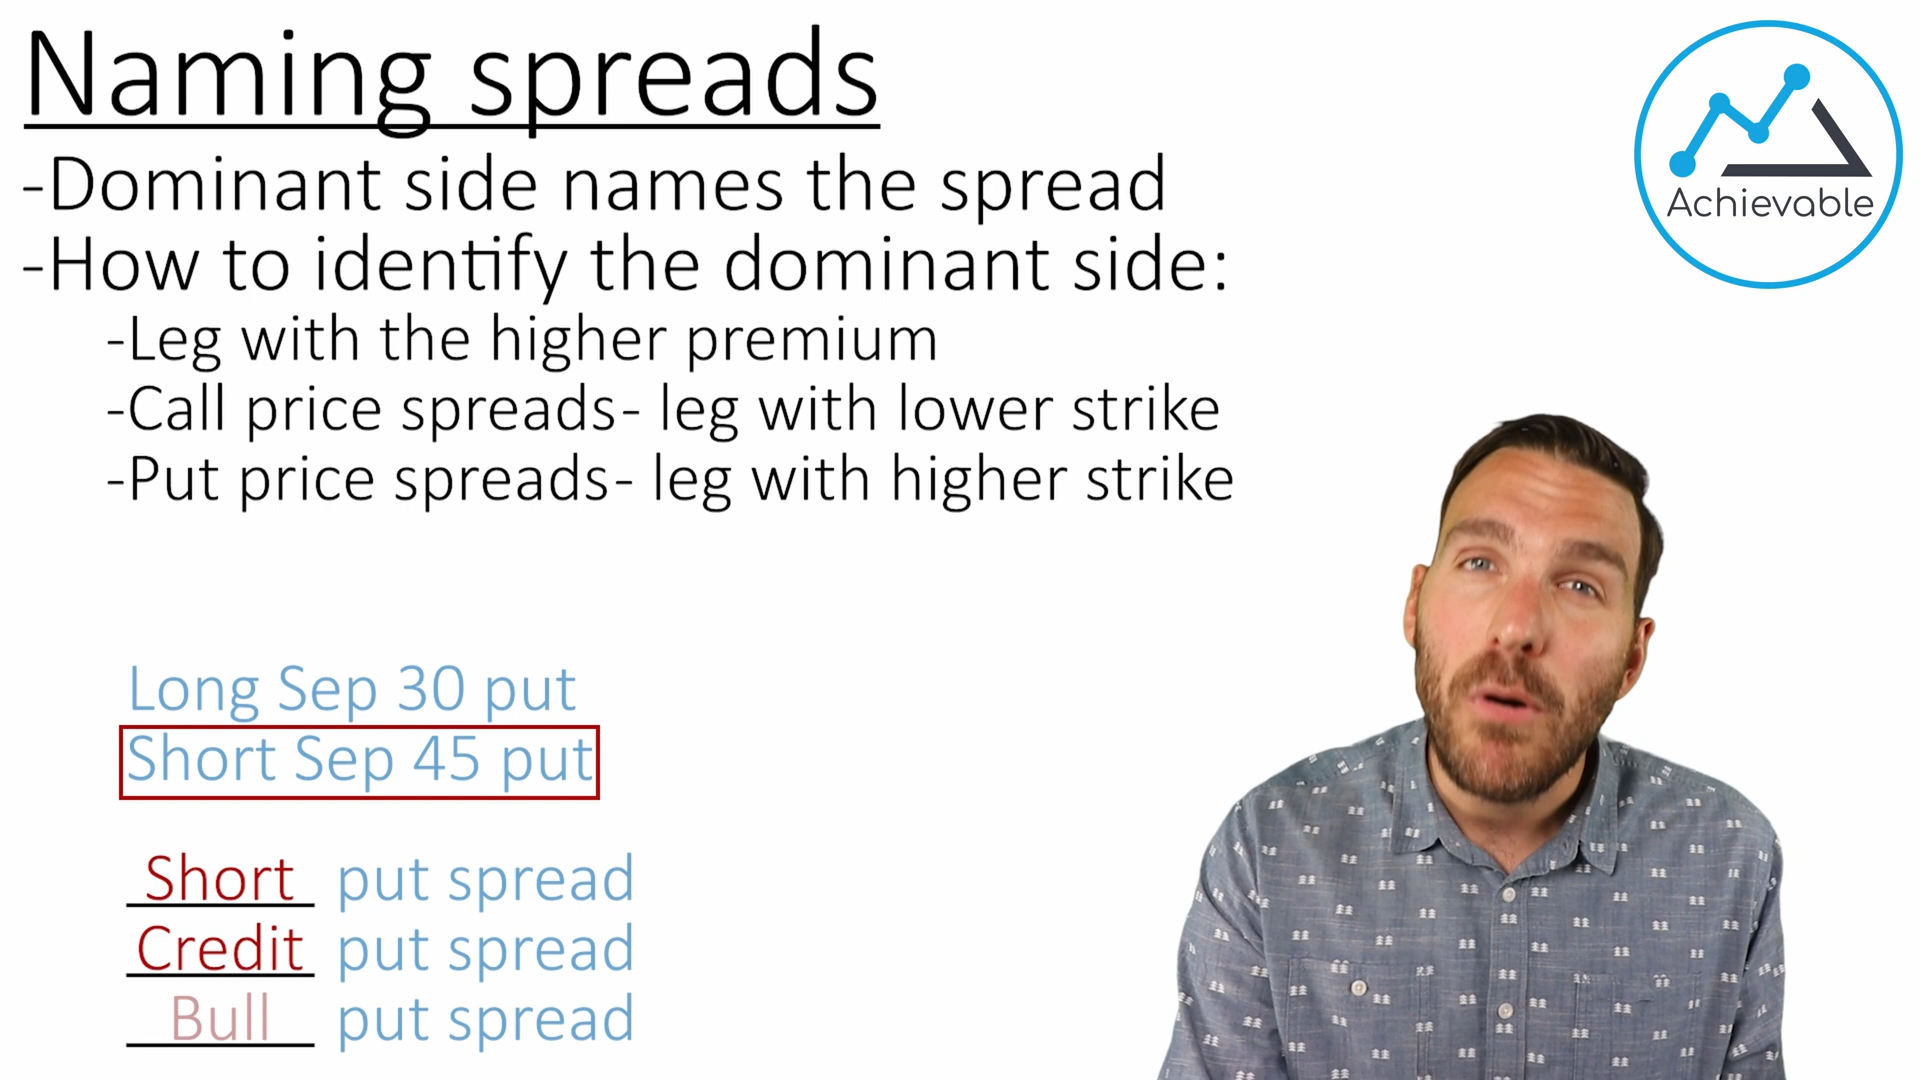 Naming spreads
-Dominant side names the spread
-How to identify the dominant side:
-Leg with the higher premium
-Call price spreads- leg with lower strike
-Put price spreads- leg with higher strike
Achievable
Long Sep 30 put
Short Sep 45 put
Short put spread
Credit put spread
Bull put spread